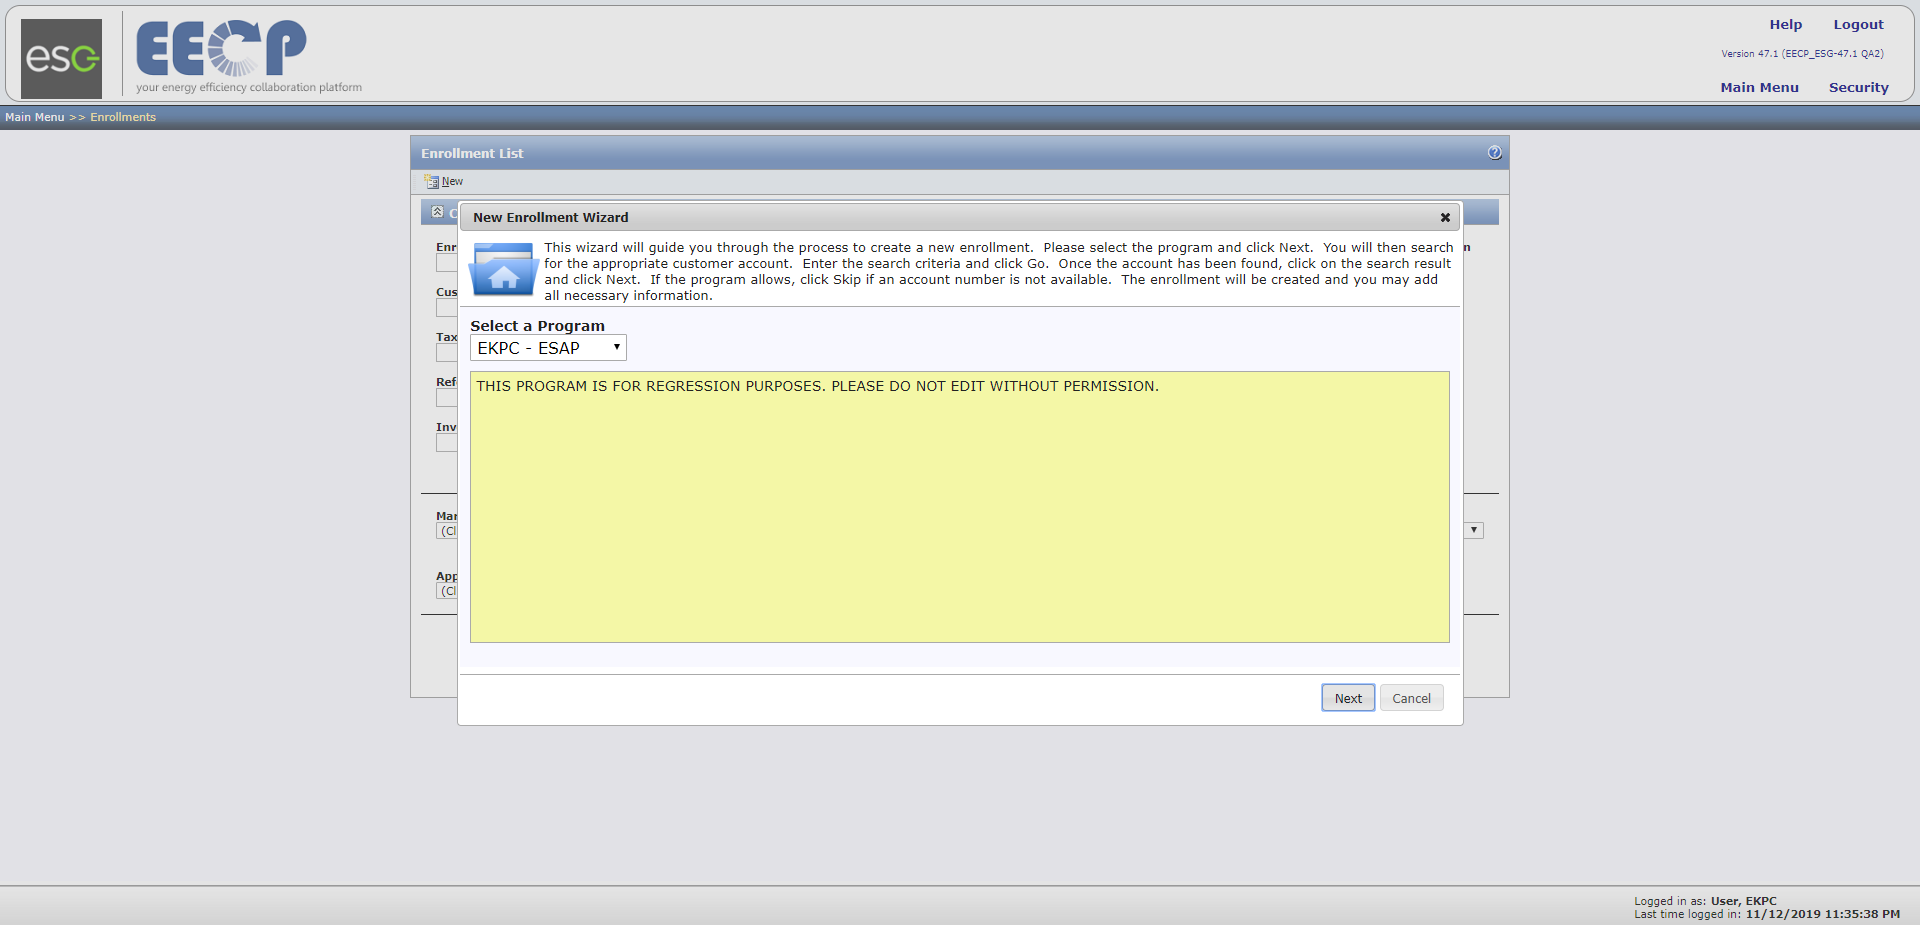 esc
EECP
your energy efficiency collaboration platform
Help Logout
Version 47.1 (EECP_ESG-47.1 QA2)
Main Menu Security
Main Menu >> Enrollments
Enrollment List
New
New Enrollment Wizard
This wizard will guide you through the process to create a new enrollment. Please select the program and click Next. You will then search
for the appropriate customer account. Enter the search criteria and click Go. Once the account has been found, click on the search result
and click Next. If the program allows, click Skip if an account number is not available. The enrollment will be created and you may add
all necessary information.
Select a Program
EKPC - ESAP
THIS PROGRAM IS FOR REGRESSION PURPOSES. PLEASE DO NOT EDIT WITHOUT PERMISSION.
Enr
Cus
Tax
Ref
Inv
Mar
(Cl
App
(Cl
Next Cancel
Logged in as: User, EKPC
Last time logged in: 11/12/2019 11:35:38 PM